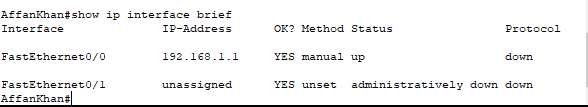 AffanKhan#show ip interface brief
Interface IP-Address OK? Method Status Protocol
FastEthernet0/0 192.168.1.1 YES manual up down
FastEthernet0/1 unassigned YES unset administratively down down
AffanKhan#